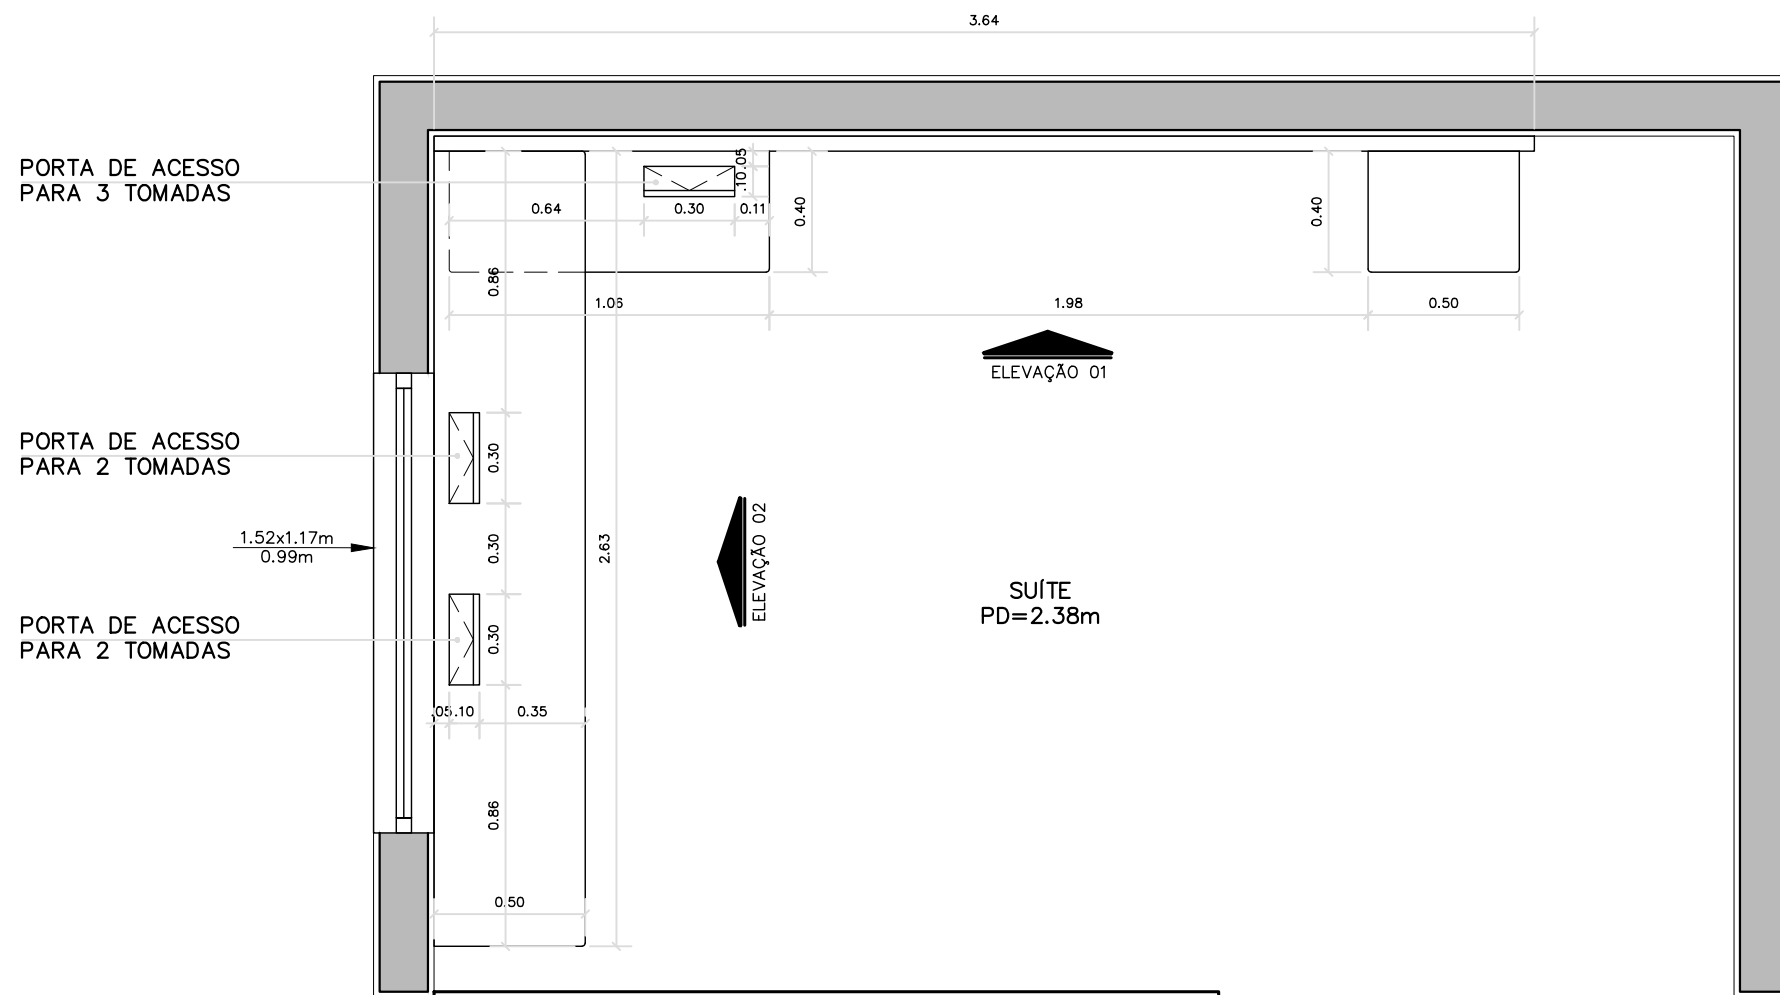 3.64
PORTA DE ACESSO
PARA 3 TOMADAS
.10
.05
0.64
0.30
0.11
0.40
0.40
0.86
1.06
1.98
0.50
ELEVAÇÃO 01
PORTA DE ACESSO
PARA 2 TOMADAS
0.30
1.52x1.17m
0.99m
0.30
2.63
ELEVAÇÃO 02
SUÍTE
PD=2.38m
PORTA DE ACESSO
PARA 2 TOMADAS
0.30
.05
.10
0.35
0.86
0.50